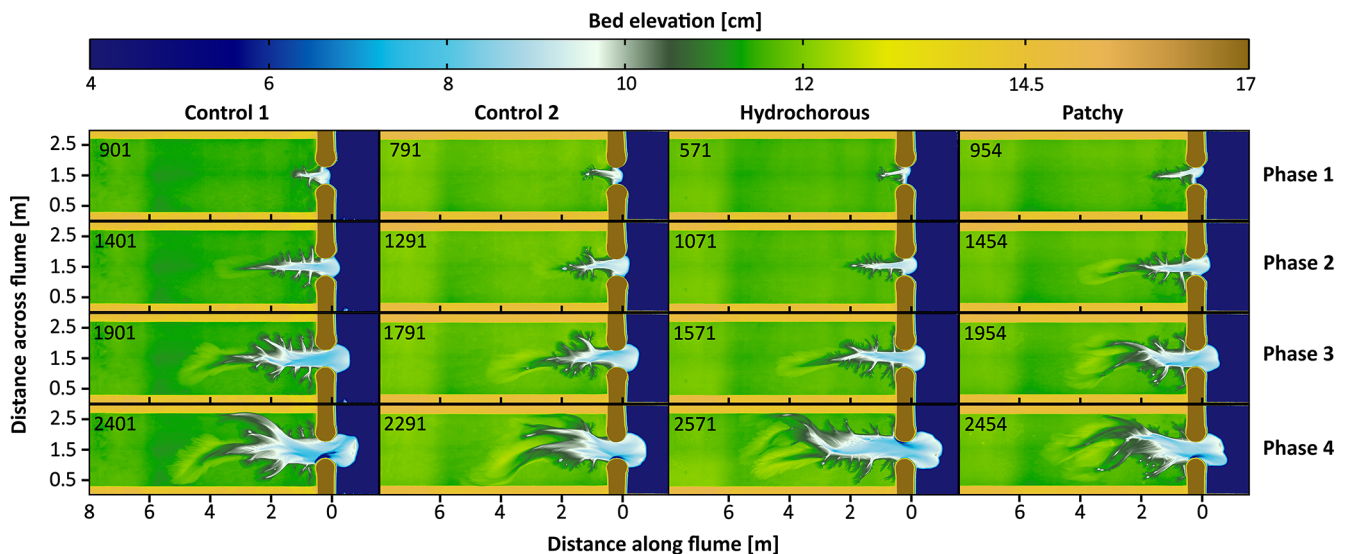 Bed elevation [cm]
4 6 8 10 12 14.5 17
Control 1 Control 2 Hydrochorous Patchy
2.5 901 791 571 954
1.5 Phase 1
0.5
2.5 1401 1291 1071 1454
1.5 Phase 2
0.5
2.5 1901 1791 1571 1954
1.5 Phase 3
0.5
2.5 2401 2291 2571 2454
1.5 Phase 4
0.5
8 6 4 2 0 6 4 2 0 6 4 2 0 6 4 2 0
Distance across flume [m]
Distance along flume [m]